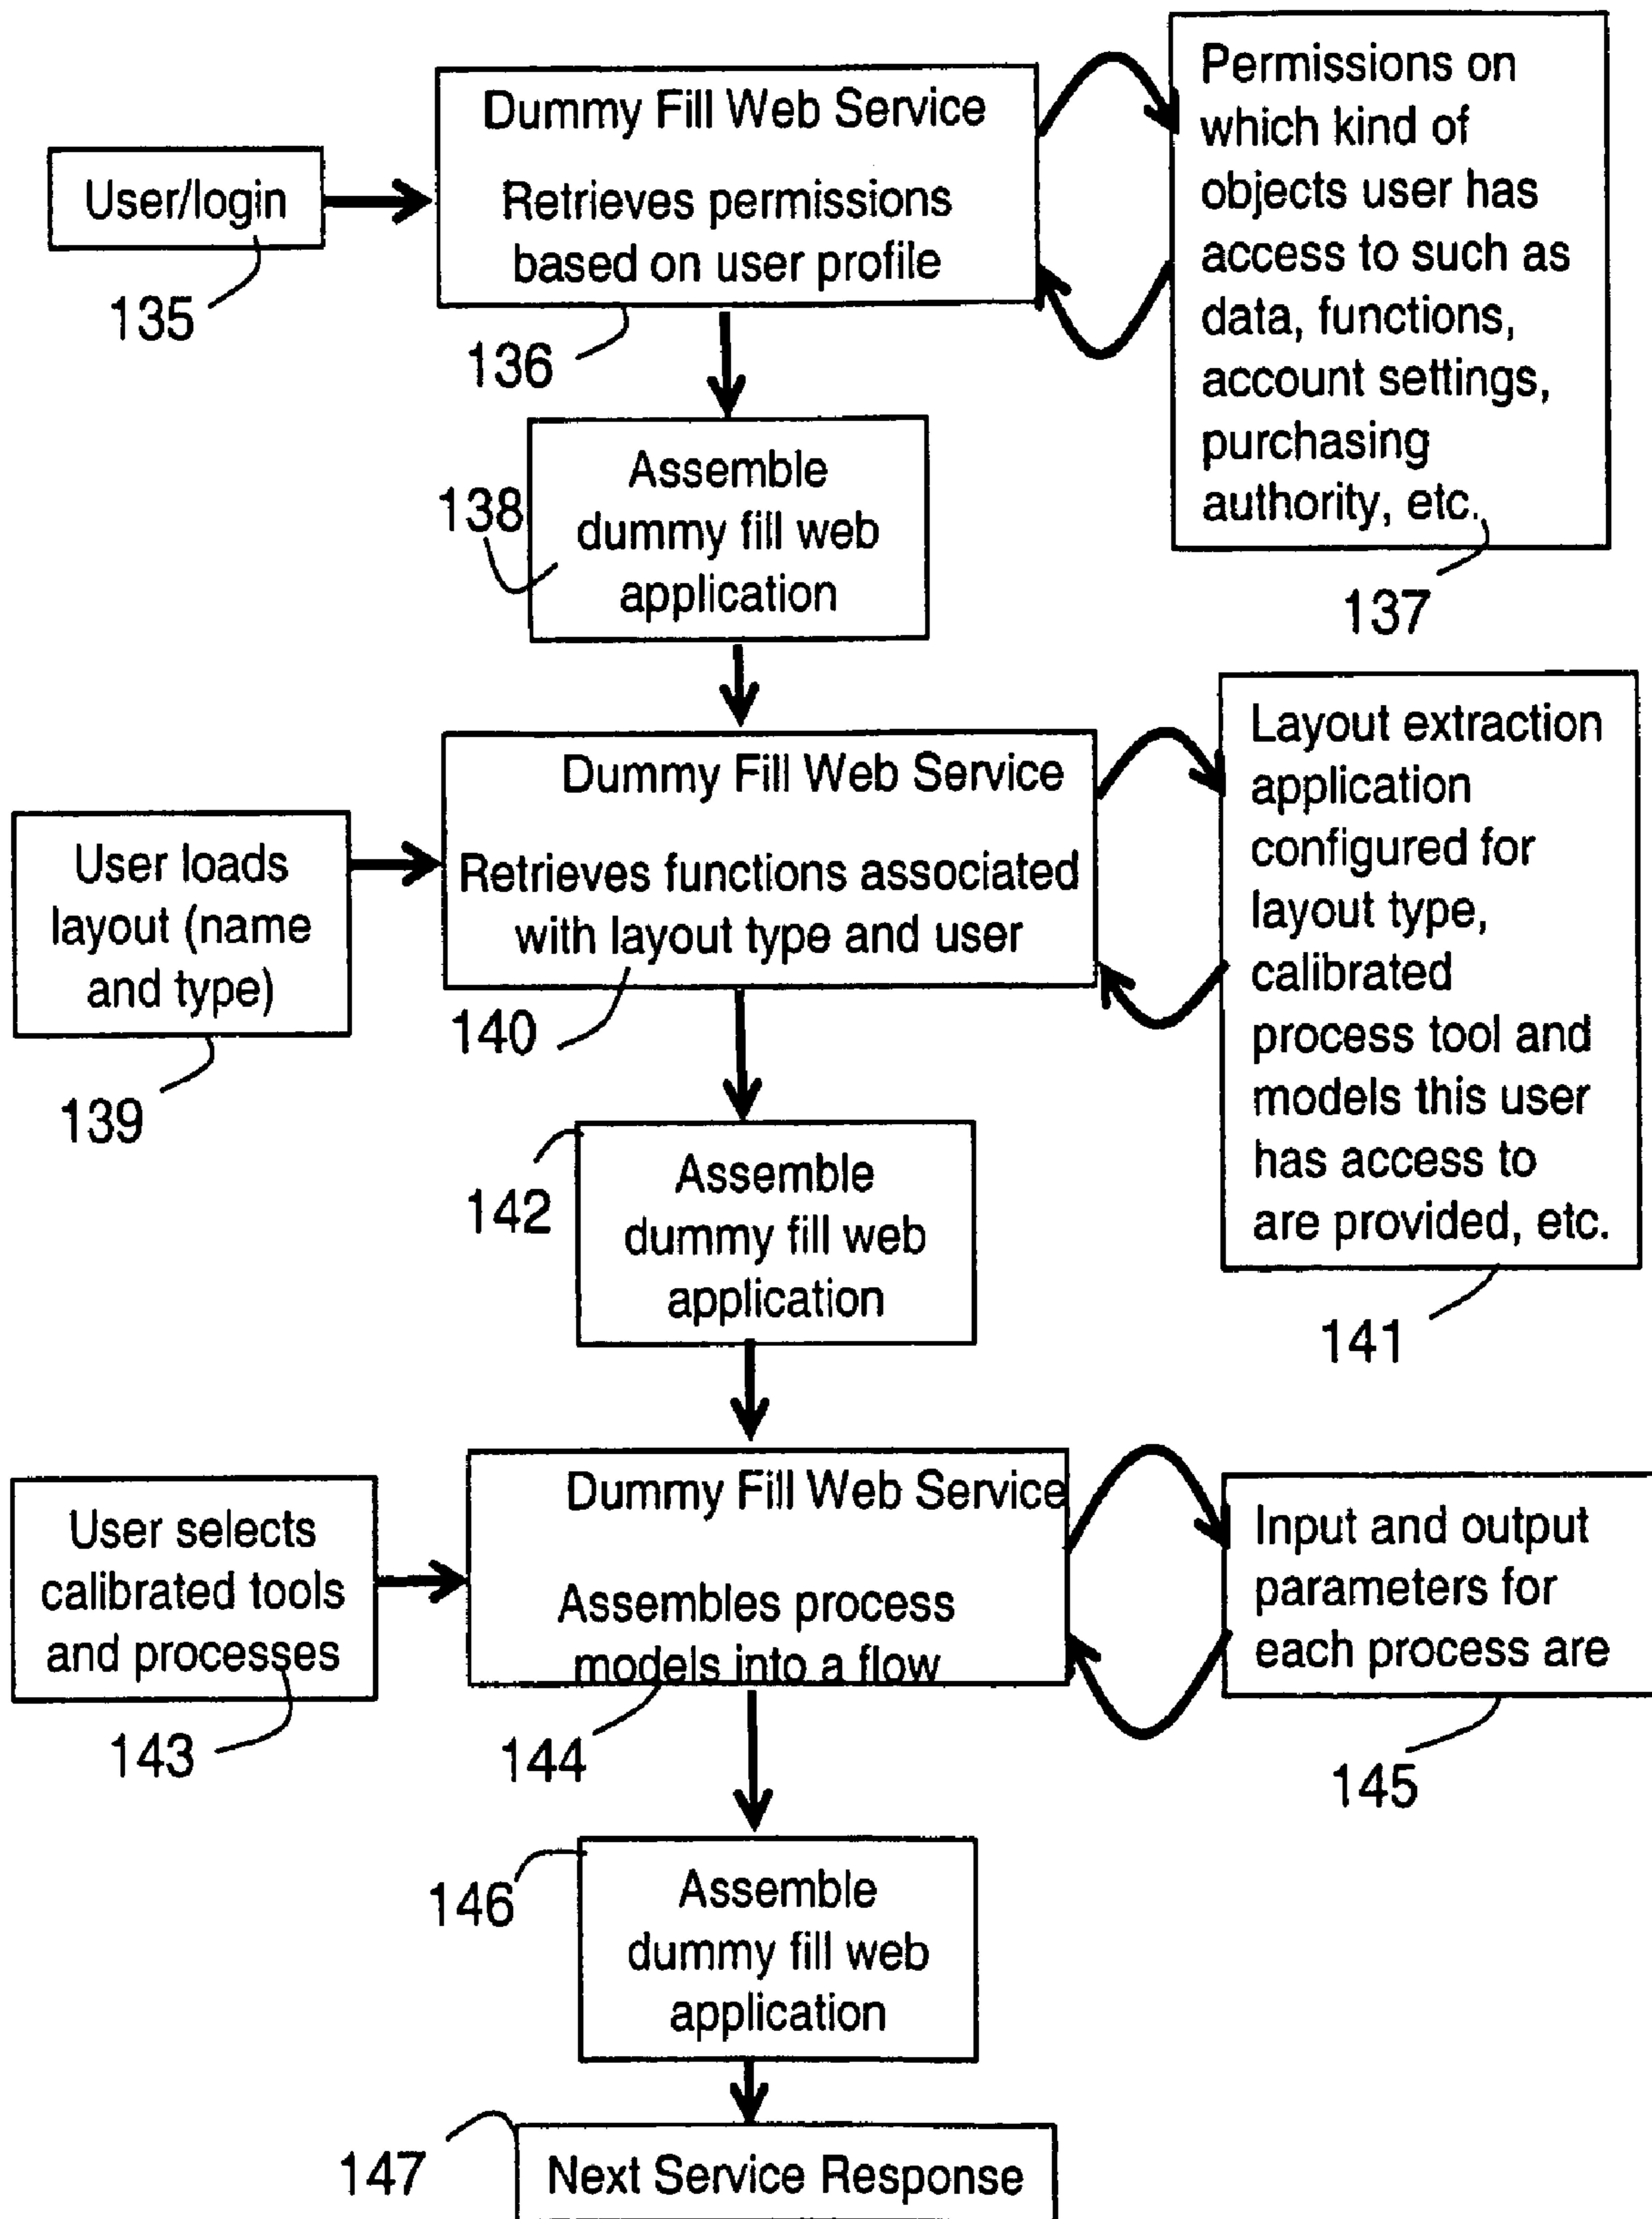 User/login
135
Dummy Fill Web Service
Retrieves permissions
based on user profile
136
Permissions on
which kind of
objects user has
access to such as
data, functions,
account settings,
purchasing
authority, etc.
137
Assemble
dummy fill web
application
138
User loads
layout (name
and type)
139
Dummy Fill Web Service
Retrieves functions associated
with layout type and user
140
Layout extraction
application
configured for
layout type,
calibrated
process tool and
models this user
has access to
are provided, etc.
141
Assemble
dummy fill web
application
142
User selects
calibrated tools
and processes
143
Dummy Fill Web Service
Assembles process
models into a flow
144
Input and output
parameters for
each process are
145
Assemble
dummy fill web
application
146
Next Service Response
147